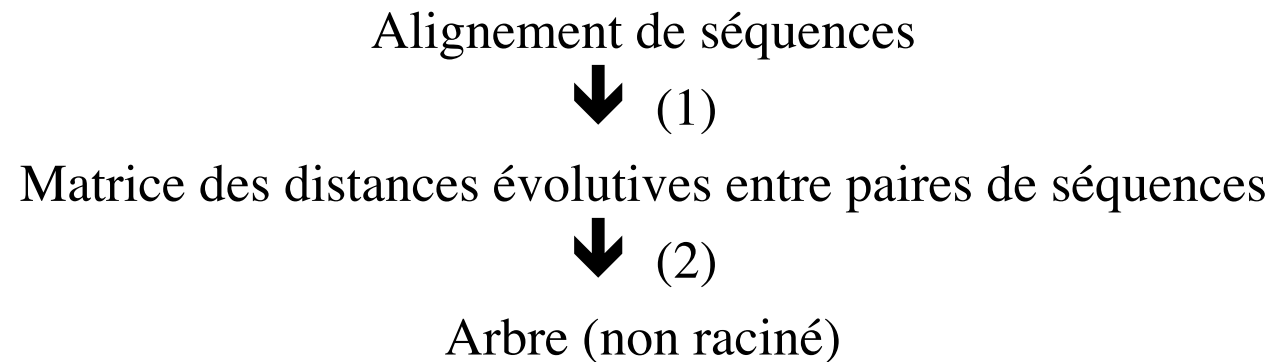 Alignement de séquences
(1)
Matrice des distances évolutives entre paires de séquences
(2)
Arbre (non raciné)